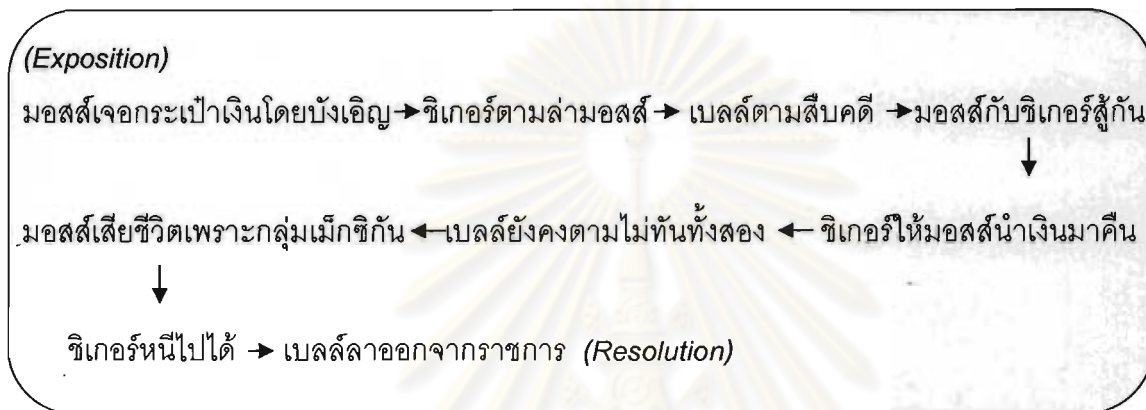 (Exposition)
มอสส์เจอกระเป๋าเงินโดยบังเอิญ→ชิเกอร์ตามล่ามอสส์ → เบลล์ตามสืบคดี →มอสส์กับชิเกอร์สู้กัน
↓
มอสส์เสียชีวิตเพราะกลุ่มเม็กซิกัน ←เบลล์ยังคงตามไม่ทันทั้งสอง ← ชิเกอร์ให้มอสส์นำเงินมาคืน
↓
ชิเกอร์หนีไปได้ → เบลล์ลาออกจากราชการ (Resolution)